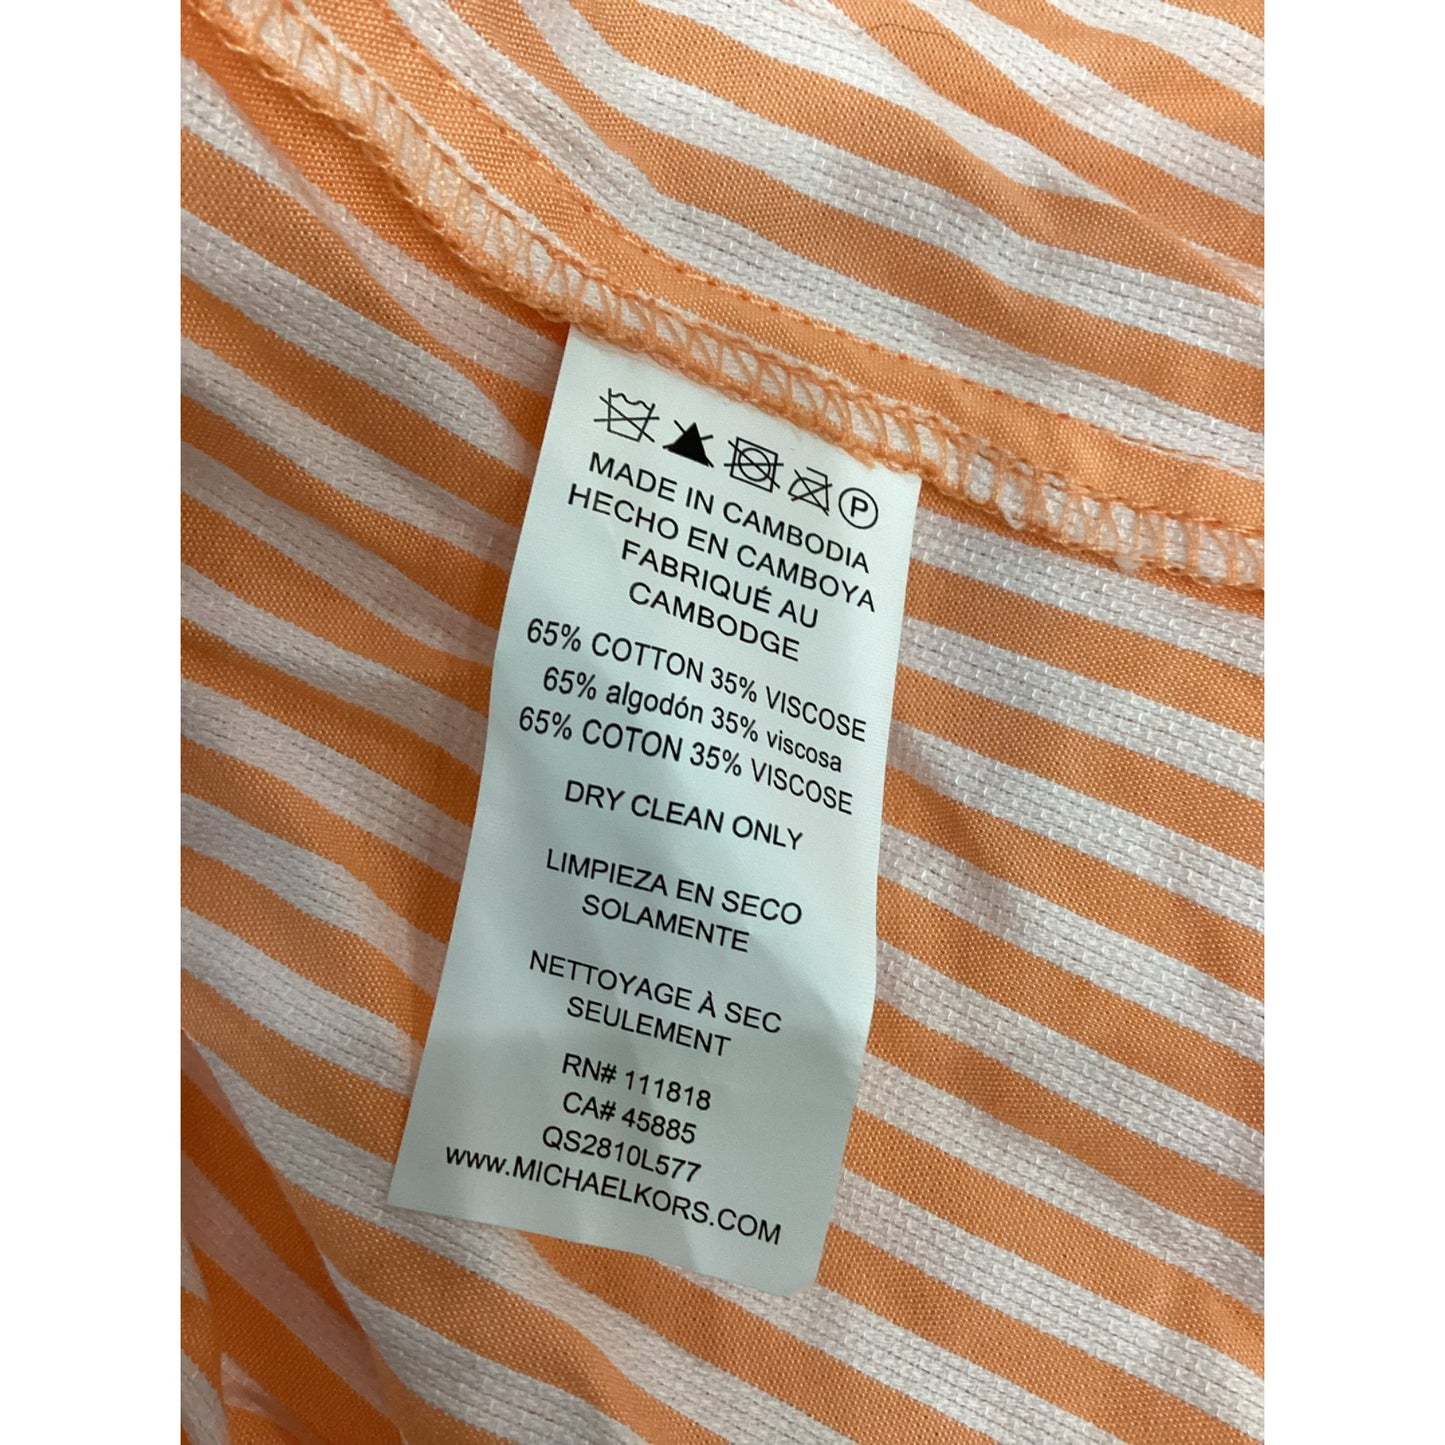 P
MADE IN CAMBODIA
HECHO EN CAMBOYA
FABRIQUÉ AU
CAMBODGE
65% COTTON 35% VISCOSE
65% algodón 35% viscosa
65% COTON 35% VISCOSE
DRY CLEAN ONLY
LIMPIEZA EN SECO
SOLAMENTE
NETTOYAGE À SEC
SEULEMENT
RN# 111818
CA# 45885
QS2810L577
www.MICHAELKORS.COM